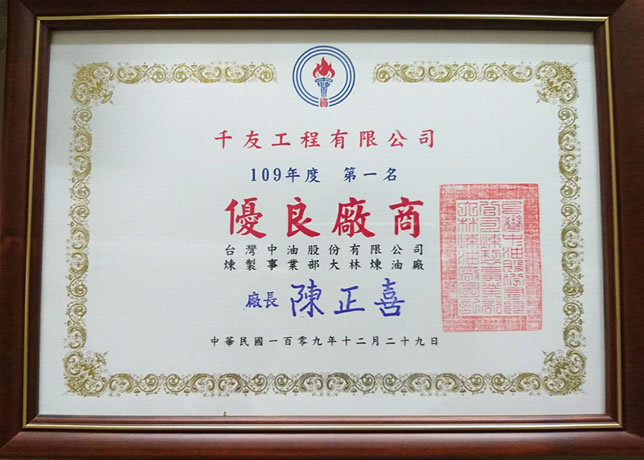 千友工程有限公司
109年度 第一名
優良廠商
台灣中油股份有限公司
煉製事業部大林煉油廠
廠長 陳正喜
中華民國一百零九年十二月二十九日